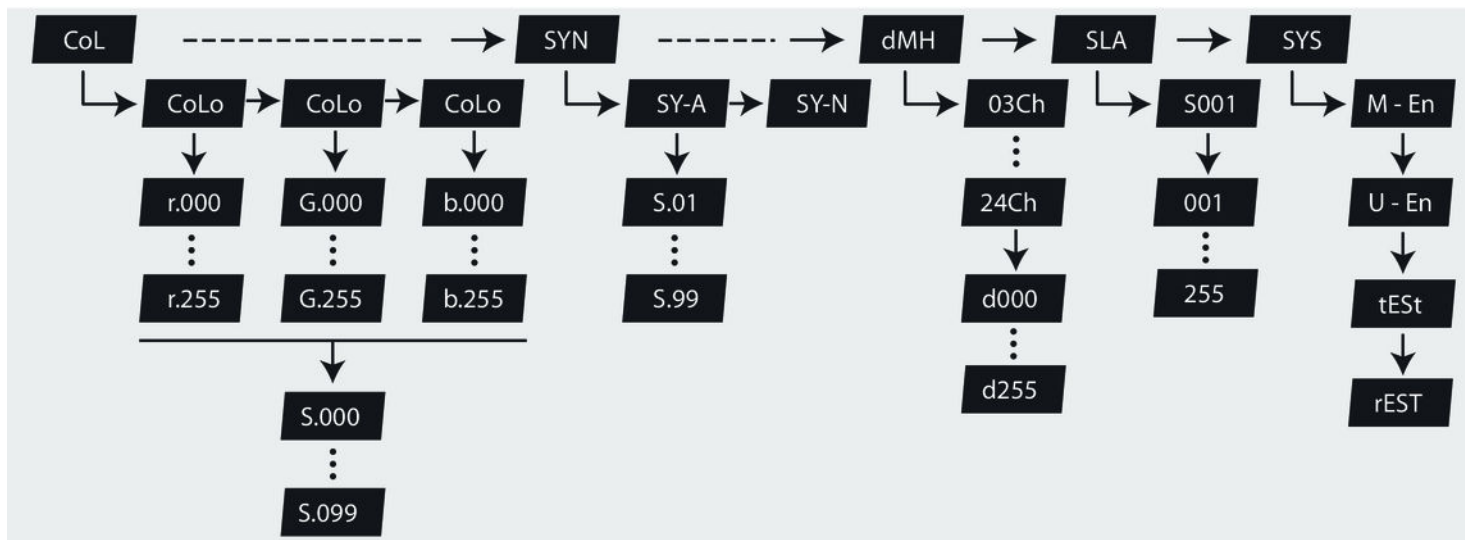 CoL SYN dMH SLA SYS
CoLo CoLo CoLo SY-A SY-N 03Ch S001 M - En
r.000 G.000 b.000 S.01 24Ch 001 U - En
r.255 G.255 b.255 S.99 d000 255 tESt
S.000 d255 rEST
S.099